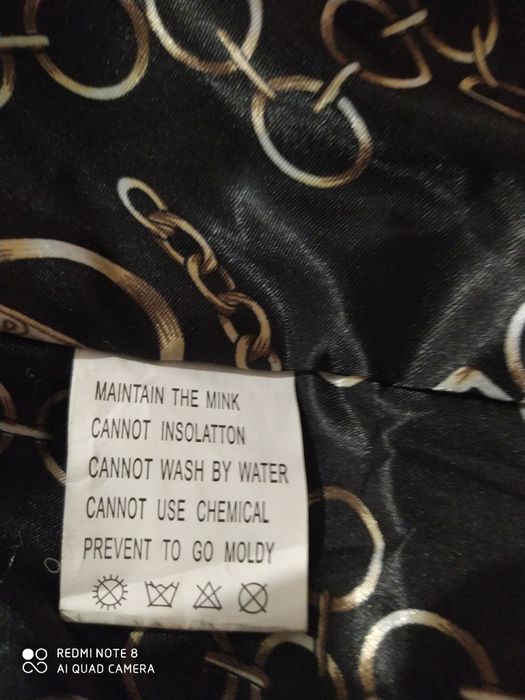 MAINTAIN THE MINK
CANNOT INSOLATTON
CANNOT WASH BY WATER
CANNOT USE CHEMICAL
PREVENT TO GO MOLDY
REDMI NOTE 8
AI QUAD CAMERA